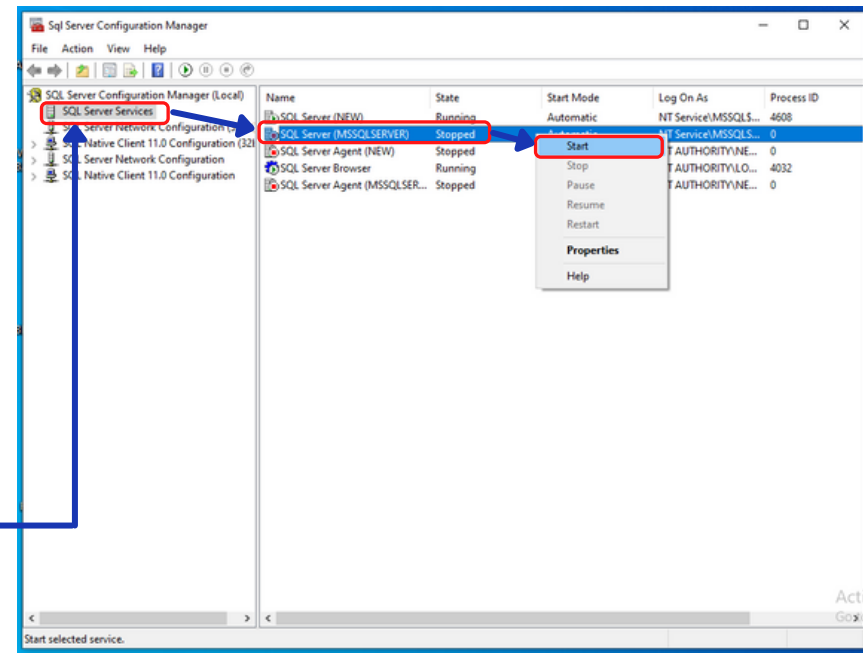 Sql Server Configuration Manager
File Action View Help
SQL Server Configuration Manager (Local)
SQL Server Services
SQL Server Network Configuration (3
SQL Native Client 11.0 Configuration (32l
SQL Server Network Configuration
SQL Native Client 11.0 Configuration
Name State Start Mode Log On As Process ID
SQL Server (NEW) Running Automatic NT Service\MSSQL$... 4608
SQL Server (MSSQLSERVER) Stopped Automatic NT Service\MSSQLS... 0
SQL Server Agent (NEW) Stopped T AUTHORITY\NE... 0
SQL Server Browser Running T AUTHORITY\LO... 4032
SQL Server Agent (MSSQLSER... Stopped T AUTHORITY\NE... 0
Start
Stop
Pause
Resume
Restart
Properties
Help
Acti
Go
Start selected service.